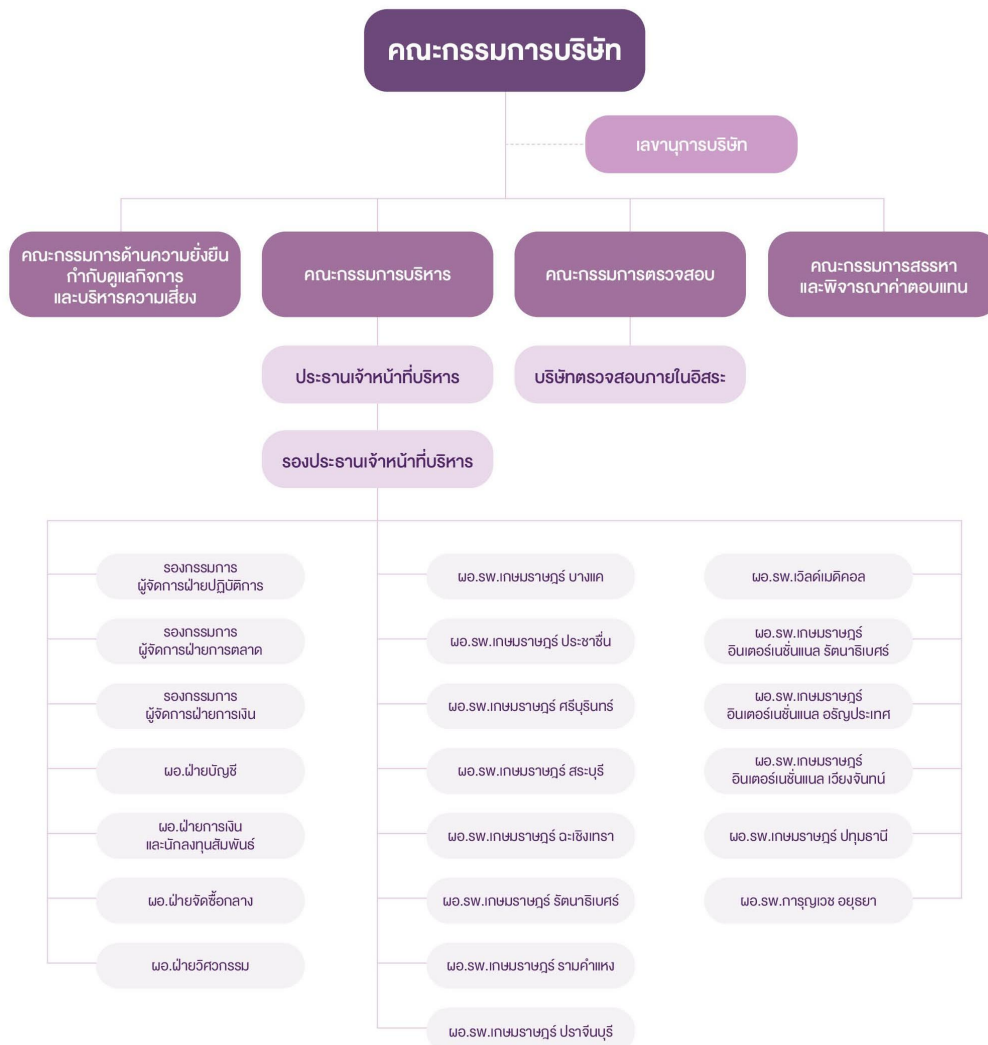 คณะกรรมการบริษัท
เลขานุการบริษัท
คณะกรรมการด้านความยั่งยืน
กำกับดูแลกิจการ
และบริหารความเสี่ยง
คณะกรรมการบริหาร
คณะกรรมการตรวจสอบ
คณะกรรมการสรรหา
และพิจารณาค่าตอบแทน
ประธานเจ้าหน้าที่บริหาร
บริษัทตรวจสอบภายในอิสระ
รองประธานเจ้าหน้าที่บริหาร
รองกรรมการ
ผู้จัดการฝ่ายปฏิบัติการ
รองกรรมการ
ผู้จัดการฝ่ายการตลาด
รองกรรมการ
ผู้จัดการฝ่ายการเงิน
ผอ.ฝ่ายบัญชี
ผอ.ฝ่ายการเงิน
และนักลงทุนสัมพันธ์
ผอ.ฝ่ายจัดซื้อกลาง
ผอ.ฝ่ายวิศวกรรม
ผอ.รพ.เกษมราษฎร์ บางแค
ผอ.รพ.เกษมราษฎร์ ประชาชื่น
ผอ.รพ.เกษมราษฎร์ ศรีบุรินทร์
ผอ.รพ.เกษมราษฎร์ สระบุรี
ผอ.รพ.เกษมราษฎร์ ฉะเชิงเทรา
ผอ.รพ.เกษมราษฎร์ รัตนาธิเบศร์
ผอ.รพ.เกษมราษฎร์ รามคำแหง
ผอ.รพ.เกษมราษฎร์ ปราจีนบุรี
ผอ.รพ.เวิลด์เมดิคอล
ผอ.รพ.เกษมราษฎร์
อินเตอร์เนชั่นแนล รัตนาธิเบศร์
ผอ.รพ.เกษมราษฎร์
อินเตอร์เนชั่นแนล อรัญประเทศ
ผอ.รพ.เกษมราษฎร์
อินเตอร์เนชั่นแนล เวียงจันทน์
ผอ.รพ.เกษมราษฎร์ ปทุมธานี
ผอ.รพ.การุญเวช อยุธยา